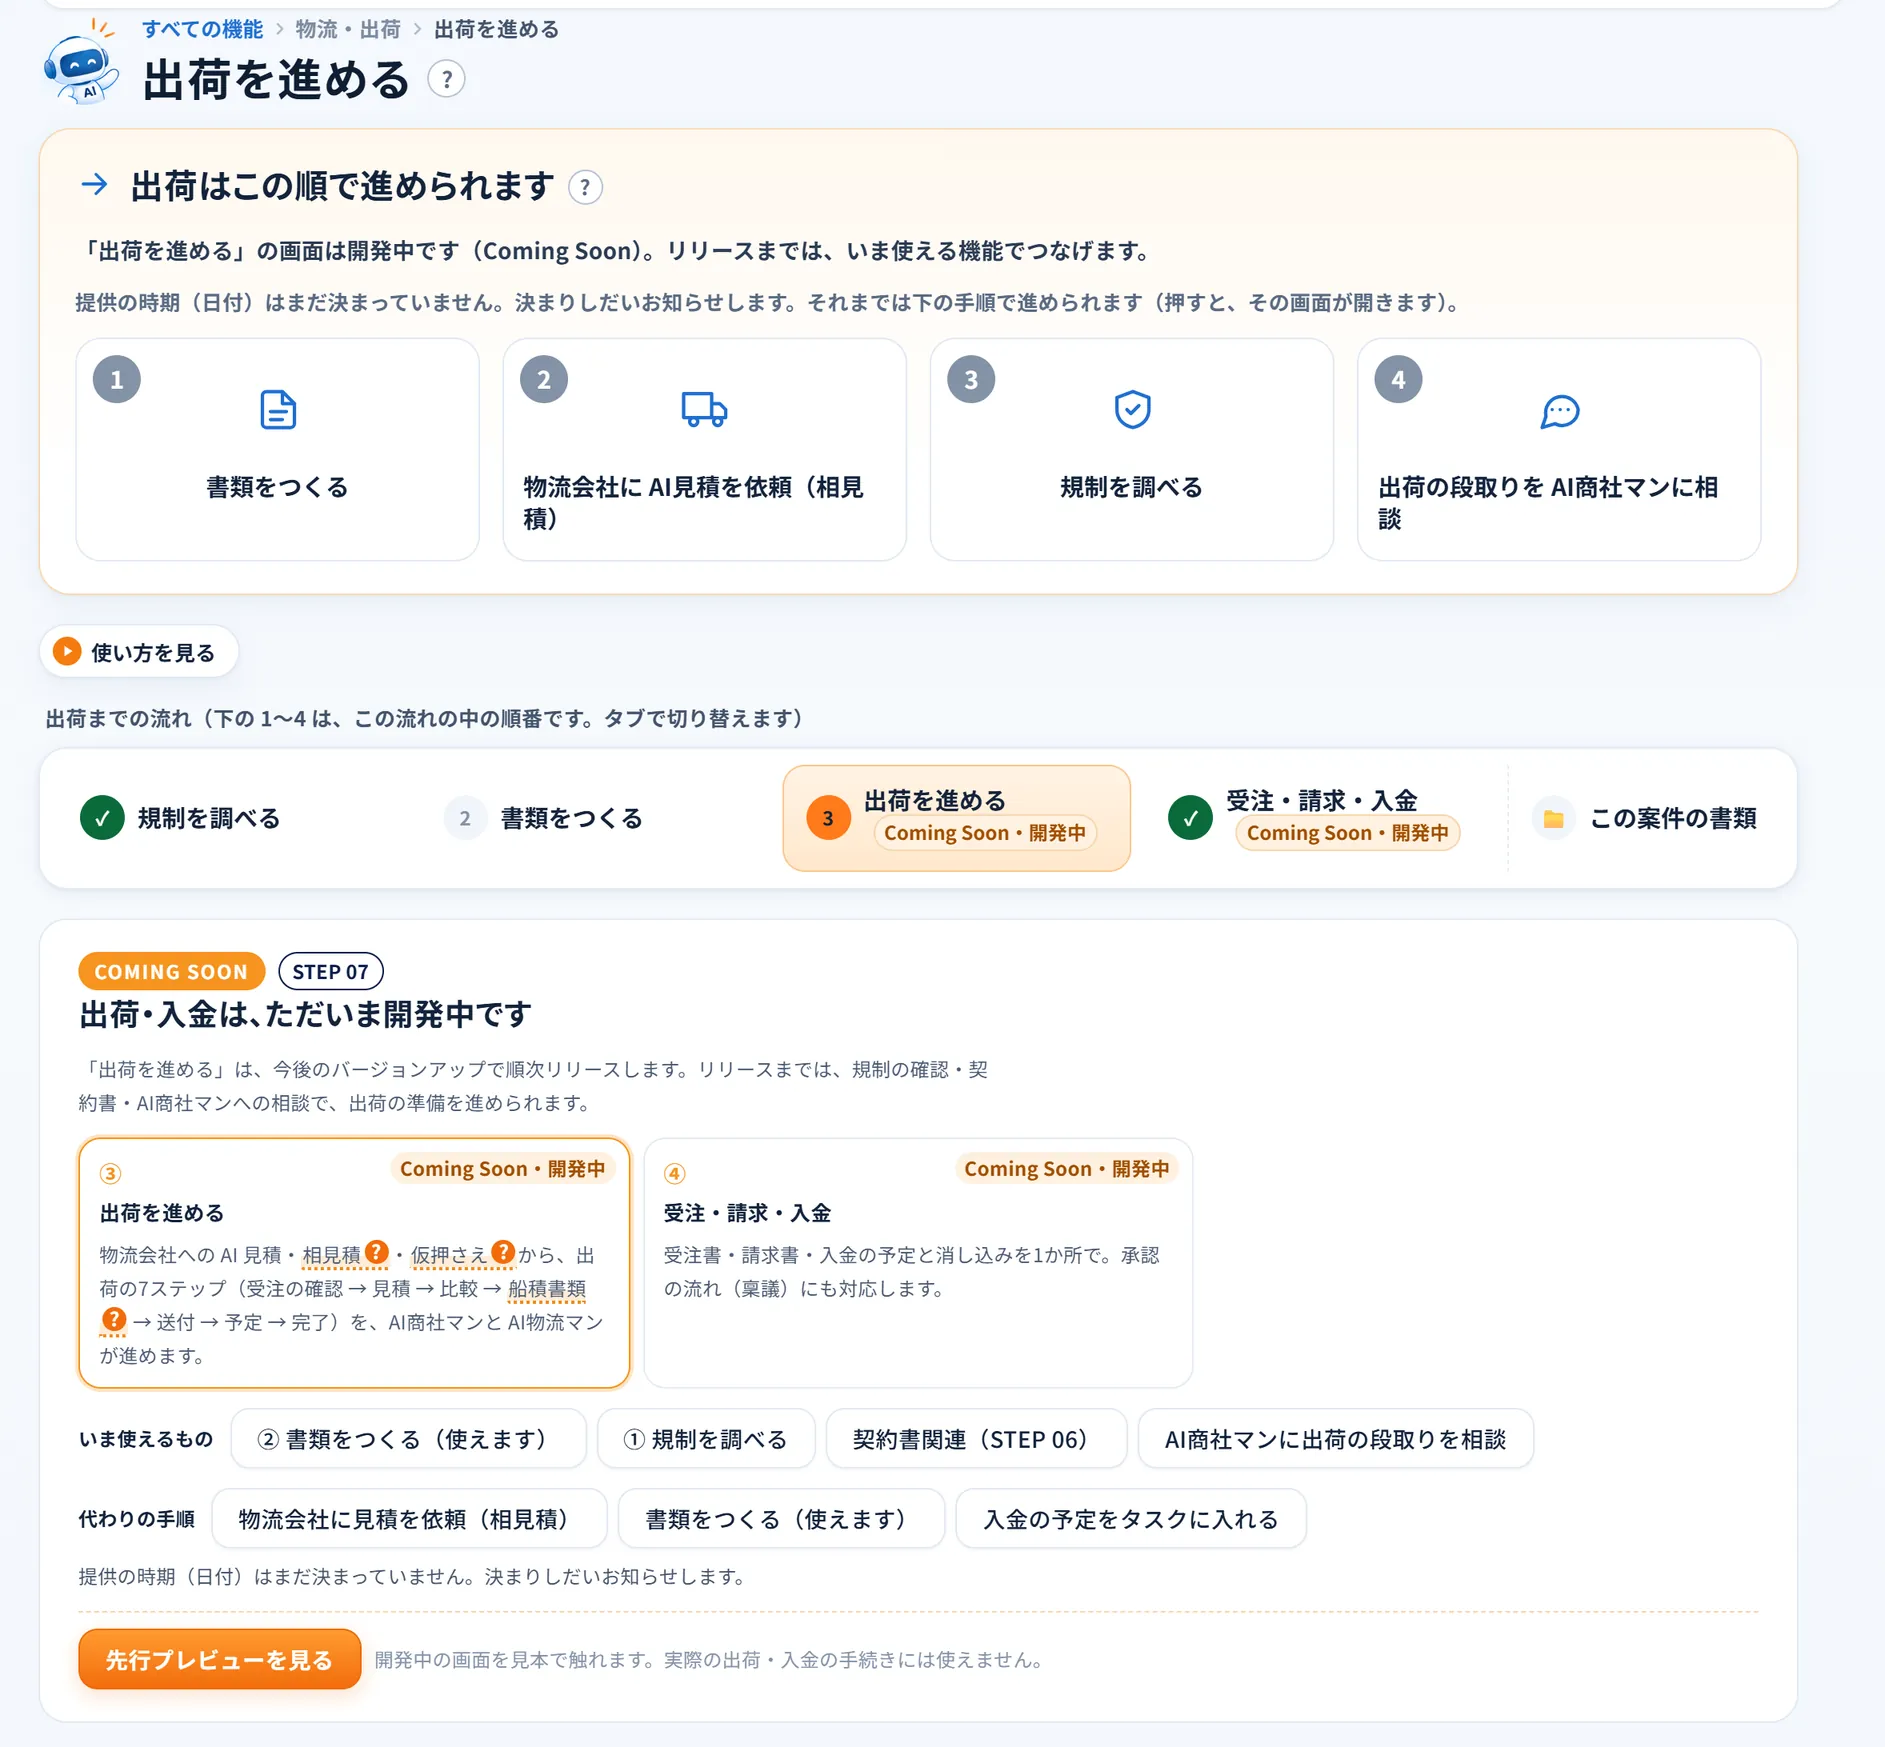 すべての機能 › 物流・出荷 › 出荷を進める
AI
出荷を進める ?
→ 出荷はこの順で進められます ?
「出荷を進める」の画面は開発中です（Coming Soon）。リリースまでは、いま使える機能でつなげます。
提供の時期（日付）はまだ決まっていません。決まりしだいお知らせします。それまでは下の手順で進められます（押すと、その画面が開きます）。
1
書類をつくる
2
物流会社に AI見積を依頼（相見
積）
3
規制を調べる
4
出荷の段取りを AI商社マンに相
談
使い方を見る
出荷までの流れ（下の 1〜4 は、この流れの中の順番です。タブで切り替えます）
✓ 規制を調べる
2 書類をつくる
3 出荷を進める
Coming Soon・開発中
✓ 受注・請求・入金
Coming Soon・開発中
この案件の書類
COMING SOON STEP 07
出荷・入金は、ただいま開発中です
「出荷を進める」は、今後のバージョンアップで順次リリースします。リリースまでは、規制の確認・契
約書・AI商社マンへの相談で、出荷の準備を進められます。
③ Coming Soon・開発中
出荷を進める
物流会社への AI 見積・相見積?・仮押さえ?から、出
荷の7ステップ（受注の確認 → 見積 → 比較 → 船積書類
? → 送付 → 予定 → 完了）を、AI商社マンと AI物流マン
が進めます。
④ Coming Soon・開発中
受注・請求・入金
受注書・請求書・入金の予定と消し込みを1か所で。承認
の流れ（稟議）にも対応します。
いま使えるもの ② 書類をつくる（使えます） ① 規制を調べる 契約書関連（STEP 06） AI商社マンに出荷の段取りを相談
代わりの手順 物流会社に見積を依頼（相見積） 書類をつくる（使えます） 入金の予定をタスクに入れる
提供の時期（日付）はまだ決まっていません。決まりしだいお知らせします。
先行プレビューを見る 開発中の画面を見本で触れます。実際の出荷・入金の手続きには使えません。